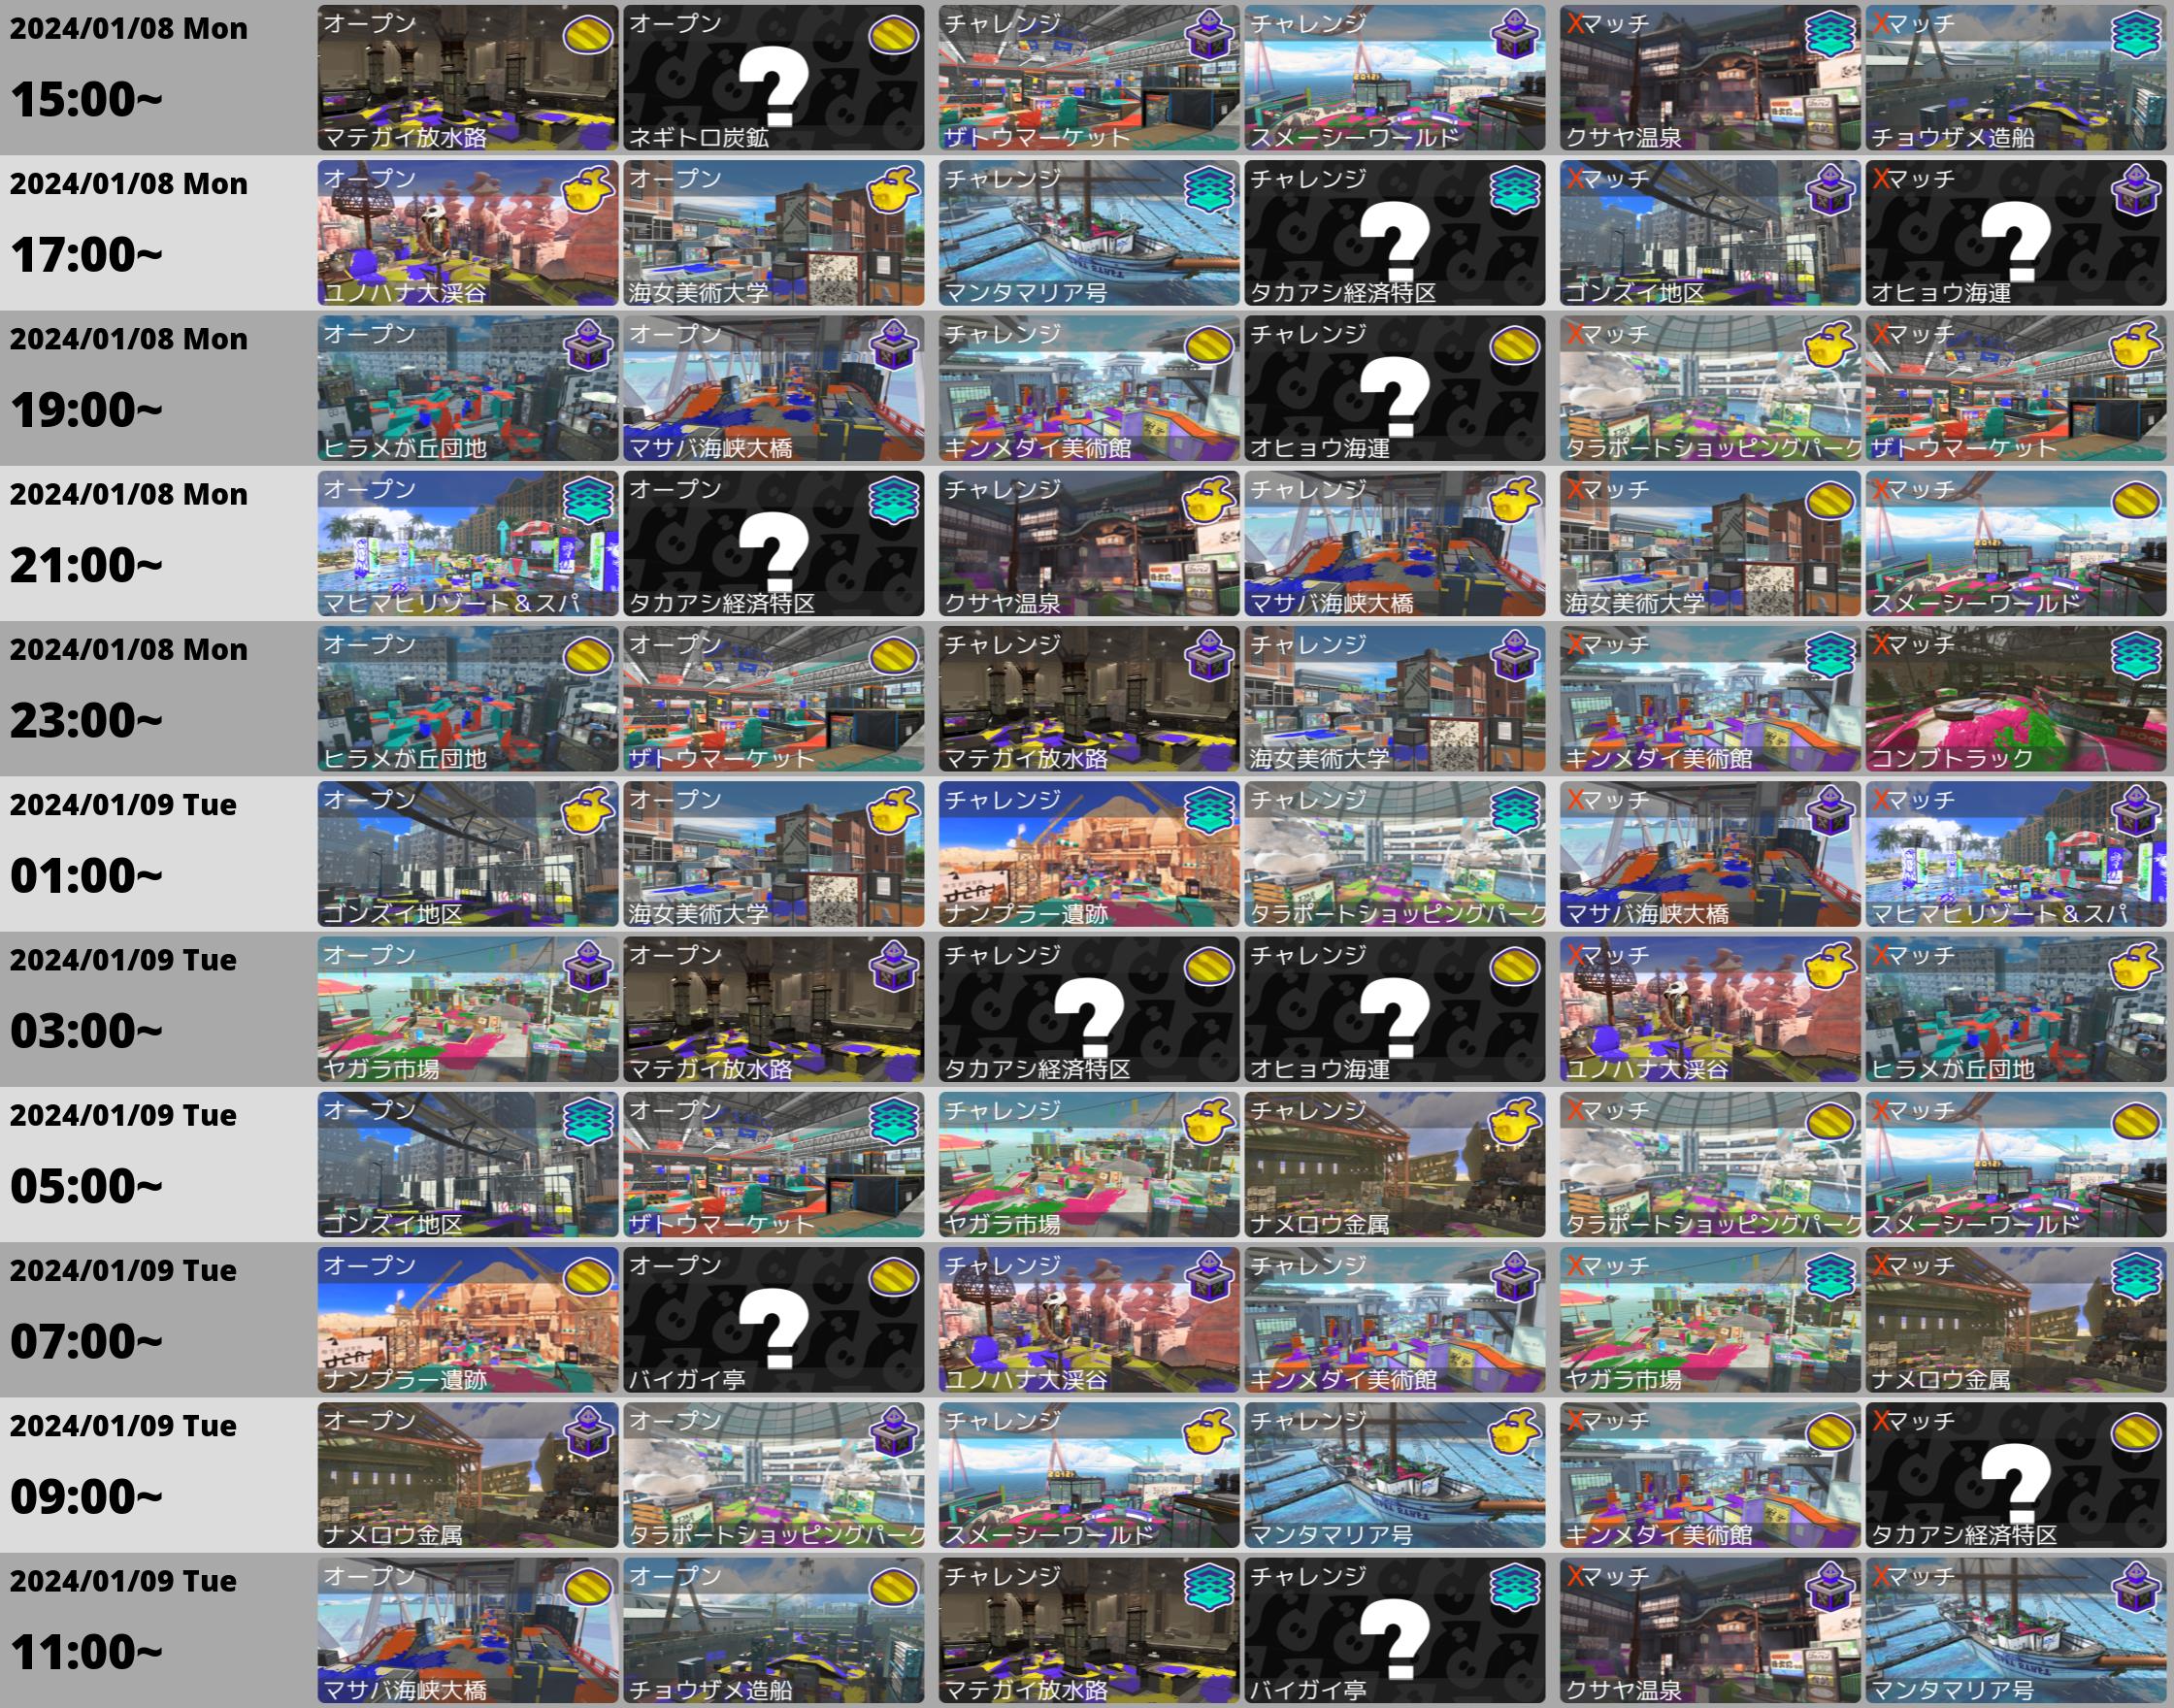 2024/01/08 Mon
15:00~
オープン
マテガイ放水路
オープン
ネギトロ炭鉱
チャレンジ
ザトウマーケット
チャレンジ
スメーシーワールド
Xマッチ
クサヤ温泉
Xマッチ
チョウザメ造船
2024/01/08 Mon
17:00~
オープン
ユノハナ大渓谷
オープン
海女美術大学
チャレンジ
マンタマリア号
チャレンジ
タカアシ経済特区
Xマッチ
ゴンズイ地区
Xマッチ
オヒョウ海運
2024/01/08 Mon
19:00~
オープン
ヒラメが丘団地
オープン
マサバ海峡大橋
チャレンジ
キンメダイ美術館
チャレンジ
オヒョウ海運
Xマッチ
タラポートショッピングパーク
Xマッチ
ザトウマーケット
2024/01/08 Mon
21:00~
オープン
マヒマヒリゾート＆スパ
オープン
タカアシ経済特区
チャレンジ
クサヤ温泉
チャレンジ
マサバ海峡大橋
Xマッチ
海女美術大学
Xマッチ
スメーシーワールド
2024/01/08 Mon
23:00~
オープン
ヒラメが丘団地
オープン
ザトウマーケット
チャレンジ
マテガイ放水路
チャレンジ
海女美術大学
Xマッチ
キンメダイ美術館
Xマッチ
コンブトラック
2024/01/09 Tue
01:00~
オープン
ゴンズイ地区
オープン
海女美術大学
チャレンジ
ナンプラー遺跡
チャレンジ
タラポートショッピングパーク
Xマッチ
マサバ海峡大橋
Xマッチ
マヒマヒリゾート＆スパ
2024/01/09 Tue
03:00~
オープン
ヤガラ市場
オープン
マテガイ放水路
チャレンジ
タカアシ経済特区
チャレンジ
オヒョウ海運
Xマッチ
ユノハナ大渓谷
Xマッチ
ヒラメが丘団地
2024/01/09 Tue
05:00~
オープン
ゴンズイ地区
オープン
ザトウマーケット
チャレンジ
ヤガラ市場
チャレンジ
ナメロウ金属
Xマッチ
タラポートショッピングパーク
Xマッチ
スメーシーワールド
2024/01/09 Tue
07:00~
オープン
ナンプラー遺跡
オープン
バイガイ亭
チャレンジ
ユノハナ大渓谷
チャレンジ
キンメダイ美術館
Xマッチ
ヤガラ市場
Xマッチ
ナメロウ金属
2024/01/09 Tue
09:00~
オープン
ナメロウ金属
オープン
タラポートショッピングパーク
チャレンジ
スメーシーワールド
チャレンジ
マンタマリア号
Xマッチ
キンメダイ美術館
Xマッチ
タカアシ経済特区
2024/01/09 Tue
11:00~
オープン
マサバ海峡大橋
オープン
チョウザメ造船
チャレンジ
マテガイ放水路
チャレンジ
バイガイ亭
Xマッチ
クサヤ温泉
Xマッチ
マンタマリア号